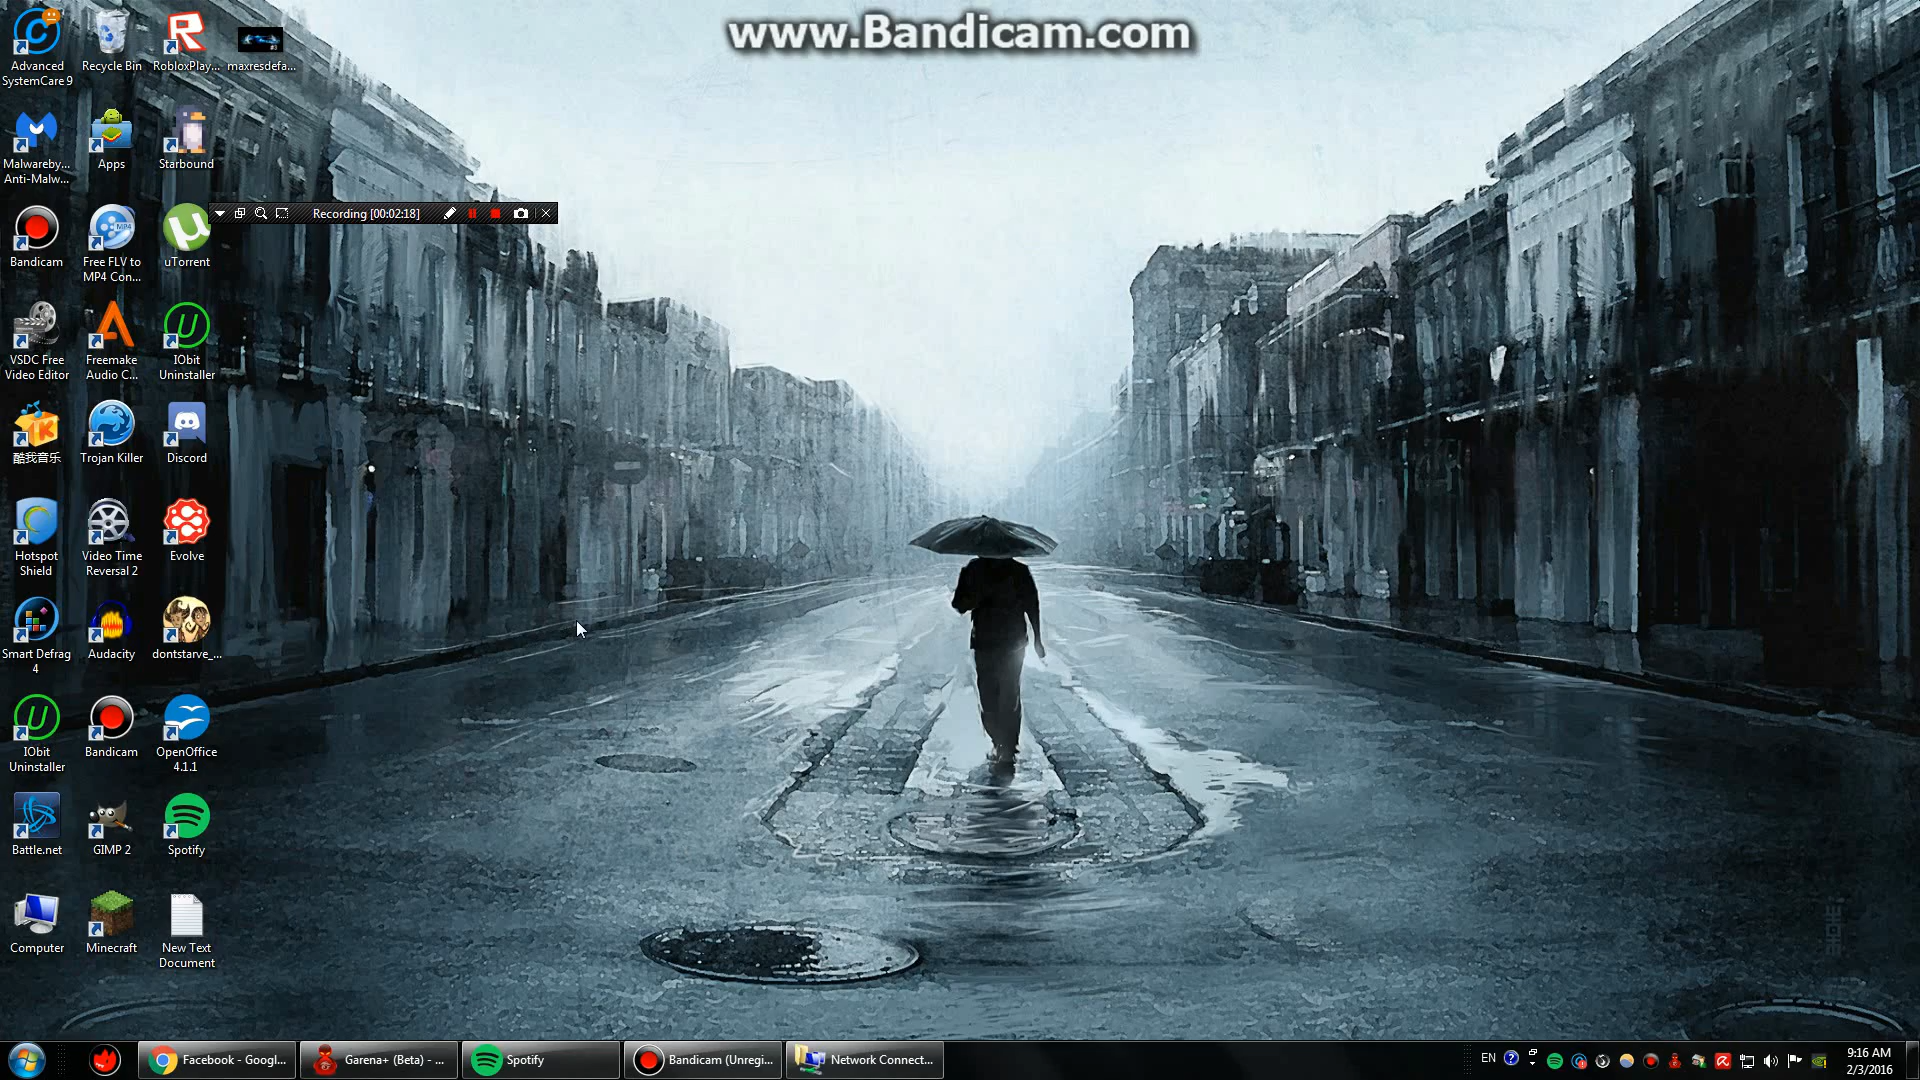 www.Bandicam.com
Advanced
SystemCare 9
Recycle Bin
RobloxPlay...
maxresdefa...
Malwareby...
Anti-Malw...
Apps
Starbound
Recording [00:02:18]
Bandicam
Free FLV to
MP4 Con...
uTorrent
VSDC Free
Video Editor
Freemake
Audio C...
IObit
Uninstaller
酷我音乐
Trojan Killer
Discord
Hotspot
Shield
Video Time
Reversal 2
Evolve
Smart Defrag
4
Audacity
dontstarve_...
IObit
Uninstaller
Bandicam
OpenOffice
4.1.1
Battle.net
GIMP 2
Spotify
Computer
Minecraft
New Text
Document
Facebook - Googl...
Garena+ (Beta) - ...
Spotify
Bandicam (Unregi...
Network Connect...
EN
9:16 AM
2/3/2016